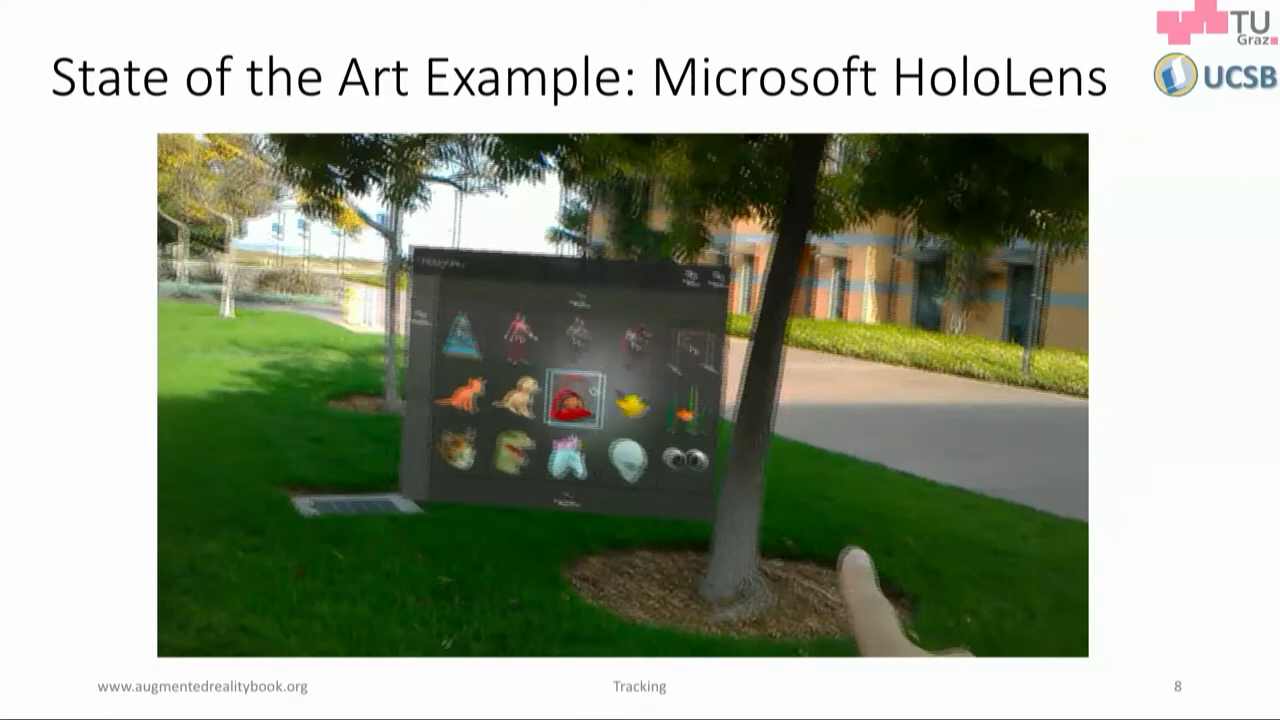 State of the Art Example: Microsoft HoloLens
TU
Graz
UCSB
www.augmentedrealitybook.org
Tracking
8